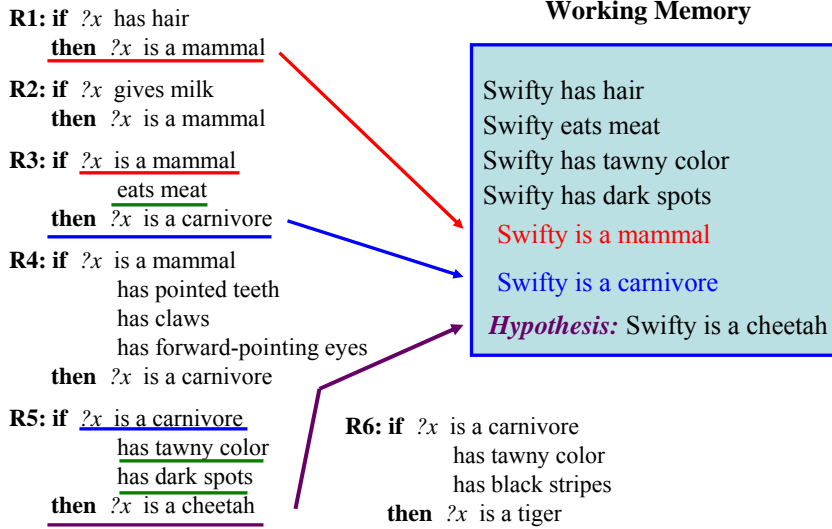 R1: if ?x has hair
then ?x is a mammal
R2: if ?x gives milk
then ?x is a mammal
R3: if ?x is a mammal
eats meat
then ?x is a carnivore
R4: if ?x is a mammal
has pointed teeth
has claws
has forward-pointing eyes
then ?x is a carnivore
R5: if ?x is a carnivore
has tawny color
has dark spots
then ?x is a cheetah
R6: if ?x is a carnivore
has tawny color
has black stripes
then ?x is a tiger
Working Memory
Swifty has hair
Swifty eats meat
Swifty has tawny color
Swifty has dark spots
Swifty is a mammal
Swifty is a carnivore
Hypothesis: Swifty is a cheetah